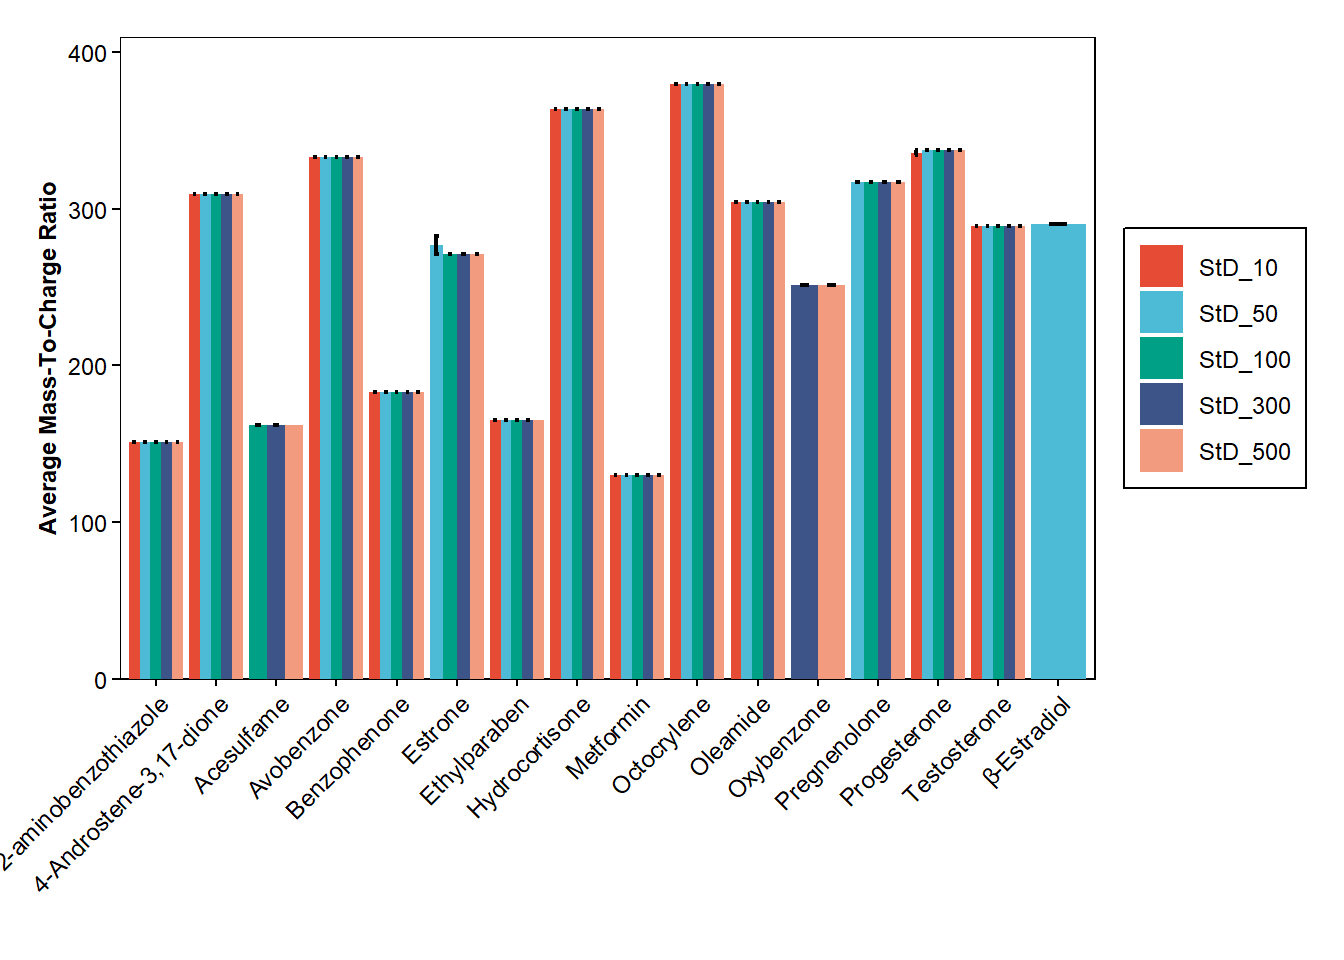 Average Mass-To-Charge Ratio
400
300
200
100
0
2-aminobenzothiazole
4-Androstene-3,17-dione
Acesulfame
Avobenzone
Benzophenone
Estrone
Ethylparaben
Hydrocortisone
Metformin
Octocrylene
Oleamide
Oxybenzone
Pregnenolone
Progesterone
Testosterone
β-Estradiol
StD_10
StD_50
StD_100
StD_300
StD_500